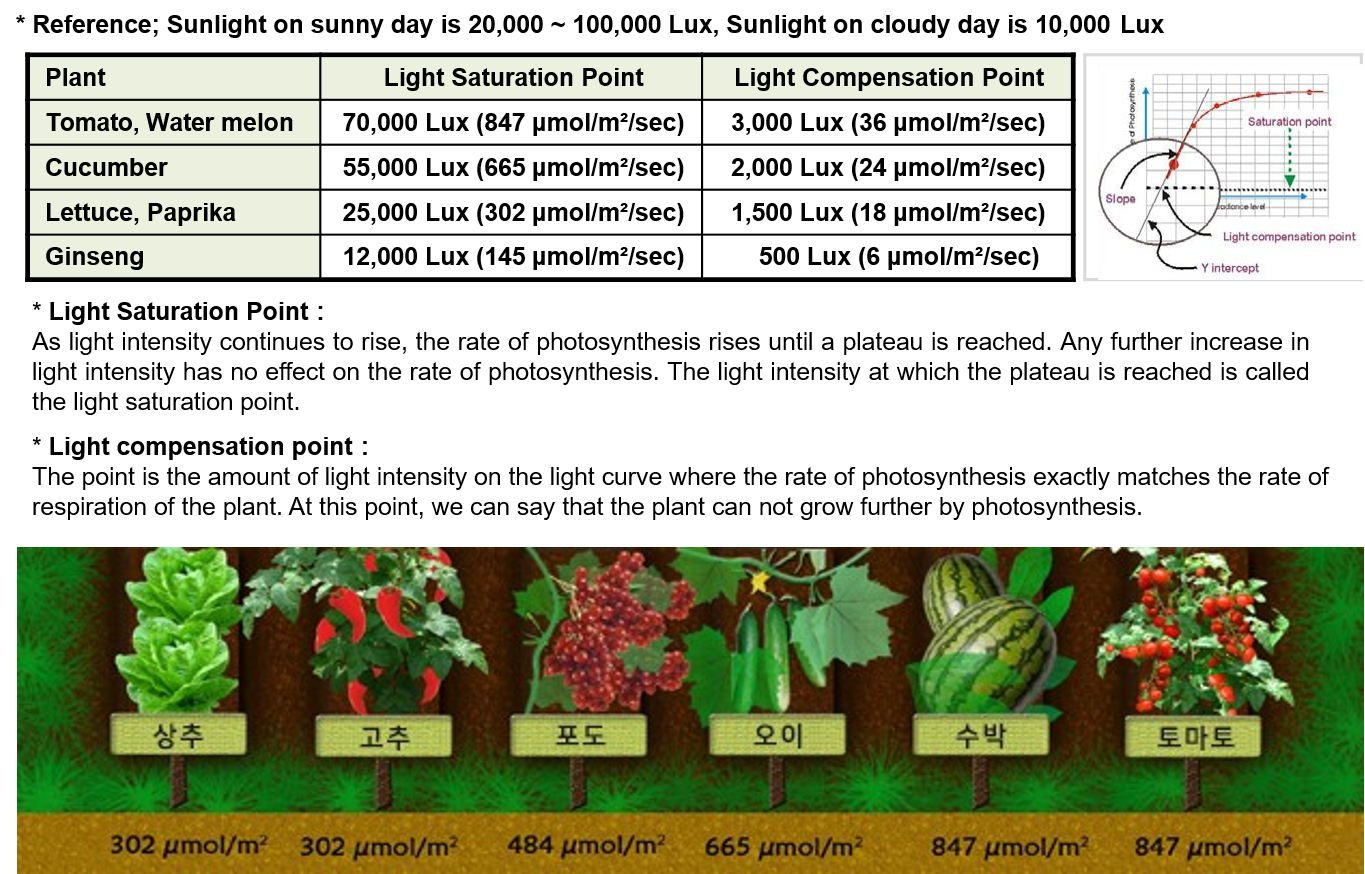 * Reference; Sunlight on sunny day is 20,000 ~ 100,000 Lux, Sunlight on cloudy day is 10,000 Lux
Plant Light Saturation Point Light Compensation Point
Tomato, Water melon 70,000 Lux (847 µmol/m²/sec) 3,000 Lux (36 µmol/m²/sec)
Cucumber 55,000 Lux (665 µmol/m²/sec) 2,000 Lux (24 µmol/m²/sec)
Lettuce, Paprika 25,000 Lux (302 µmol/m²/sec) 1,500 Lux (18 µmol/m²/sec)
Ginseng 12,000 Lux (145 µmol/m²/sec) 500 Lux (6 µmol/m²/sec)
of Photosynthesis
Saturation point
Slope
Light compensation point
Y intercept
* Light Saturation Point :
As light intensity continues to rise, the rate of photosynthesis rises until a plateau is reached. Any further increase in
light intensity has no effect on the rate of photosynthesis. The light intensity at which the plateau is reached is called
the light saturation point.
* Light compensation point :
The point is the amount of light intensity on the light curve where the rate of photosynthesis exactly matches the rate of
respiration of the plant. At this point, we can say that the plant can not grow further by photosynthesis.
상추 고추 포도 오이 수박 토마토
302 µmol/m² 302 µmol/m² 484 µmol/m² 665 µmol/m² 847 µmol/m² 847 µmol/m²